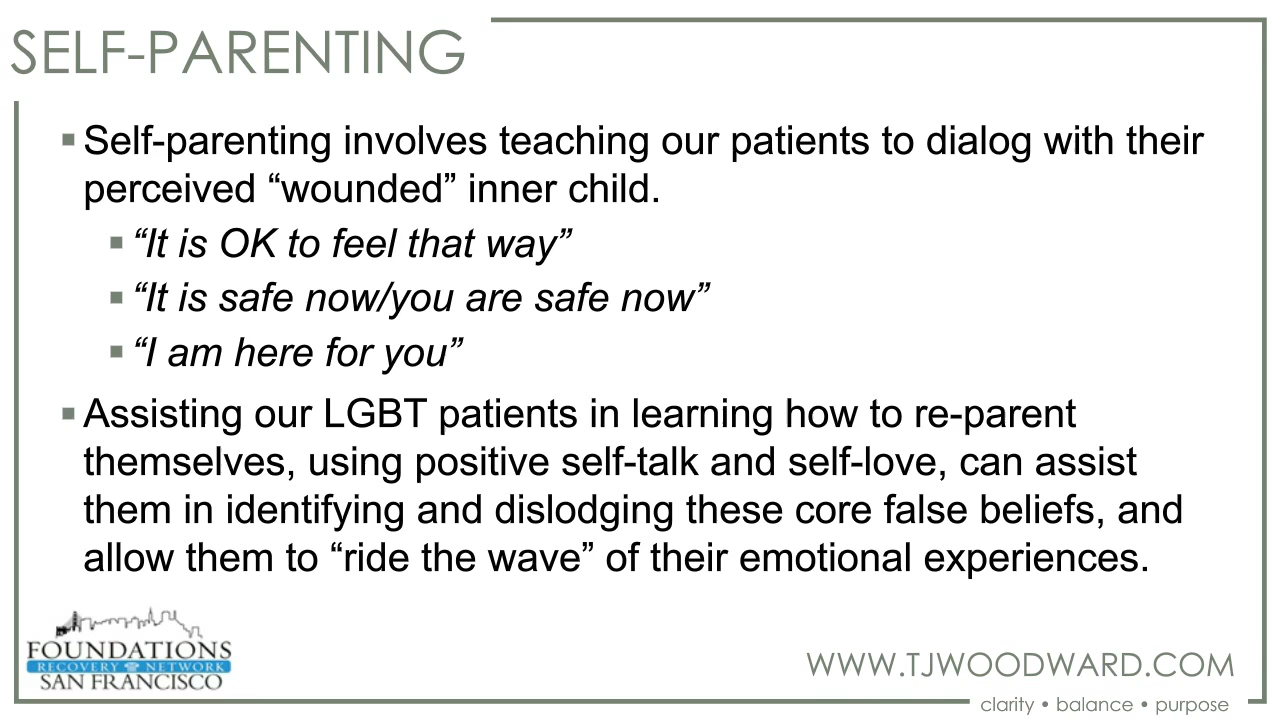 SELF-PARENTING
▪ Self-parenting involves teaching our patients to dialog with their
perceived “wounded” inner child.
▪ “It is OK to feel that way”
▪ “It is safe now/you are safe now”
▪ “I am here for you”
▪ Assisting our LGBT patients in learning how to re-parent
themselves, using positive self-talk and self-love, can assist
them in identifying and dislodging these core false beliefs, and
allow them to “ride the wave” of their emotional experiences.
FOUNDATIONS
RECOVERY NETWORK
SAN FRANCISCO
WWW.TJWOODWARD.COM
clarity • balance • purpose